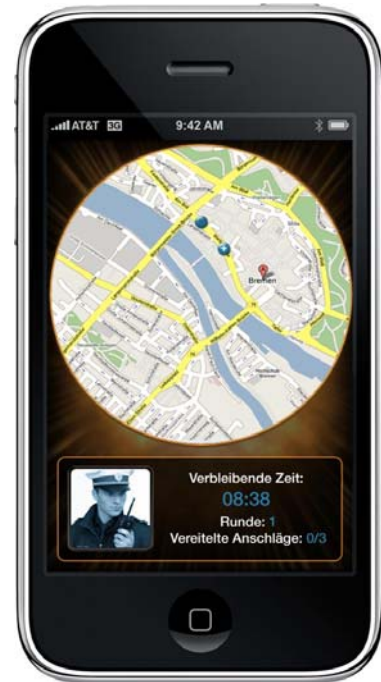 AT&T 3G 9:42 AM
Bremen
Verbleibende Zeit:
08:38
Runde: 1
Vereitelte Anschläge: 0/3